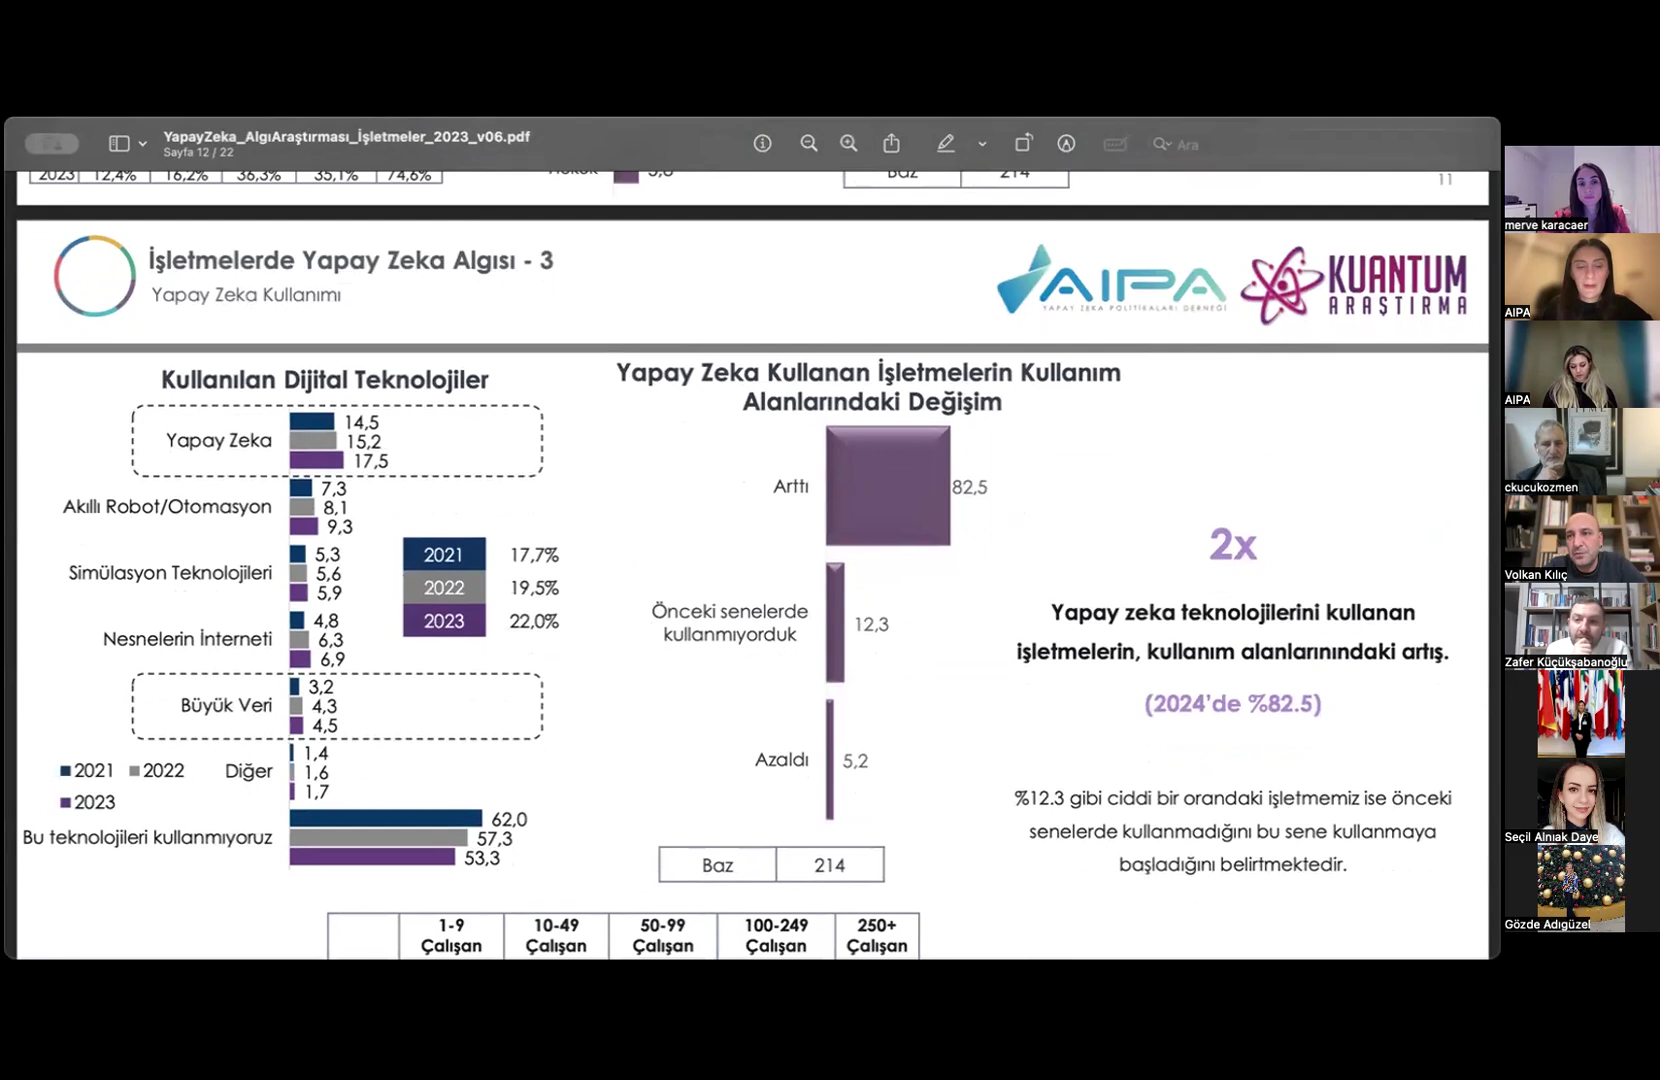 YapayZeka_AlgıAraştırması_İşletmeler_2023_v06.pdf
Sayfa 12 / 22
Ara
2023 12,4% 16,2% 36,3% 35,1% 74,6%
Baz 214
11
İşletmelerde Yapay Zeka Algısı - 3
Yapay Zeka Kullanımı
AIPA
YAPAY ZEKA POLİTİKALARI DERNEĞİ
KUANTUM
ARAŞTIRMA
Kullanılan Dijital Teknolojiler
Yapay Zeka
14,5
15,2
17,5
Akıllı Robot/Otomasyon
7,3
8,1
9,3
Simülasyon Teknolojileri
5,3
5,6
5,9
Nesnelerin İnterneti
4,8
6,3
6,9
Büyük Veri
3,2
4,3
4,5
Diğer
1,4
1,6
1,7
Bu teknolojileri kullanmıyoruz
62,0
57,3
53,3
2021 2022
2023
2021 17,7%
2022 19,5%
2023 22,0%
Yapay Zeka Kullanan İşletmelerin Kullanım
Alanlarındaki Değişim
Arttı
82,5
Önceki senelerde
kullanmıyorduk
12,3
Azaldı
5,2
Baz 214
2x
Yapay zeka teknolojilerini kullanan
işletmelerin, kullanım alanlarınındaki artış.
(2024'de %82.5)
%12.3 gibi ciddi bir orandaki işletmemiz ise önceki
senelerde kullanmadığını bu sene kullanmaya
başladığını belirtmektedir.
1-9 Çalışan
10-49 Çalışan
50-99 Çalışan
100-249 Çalışan
250+ Çalışan
merve karacaer
AIPA
AIPA
ckucukozmen
Volkan Kılıç
Zafer Küçükşabanoğlu
Seçil Alnıak Daye
Gözde Adıgüzel